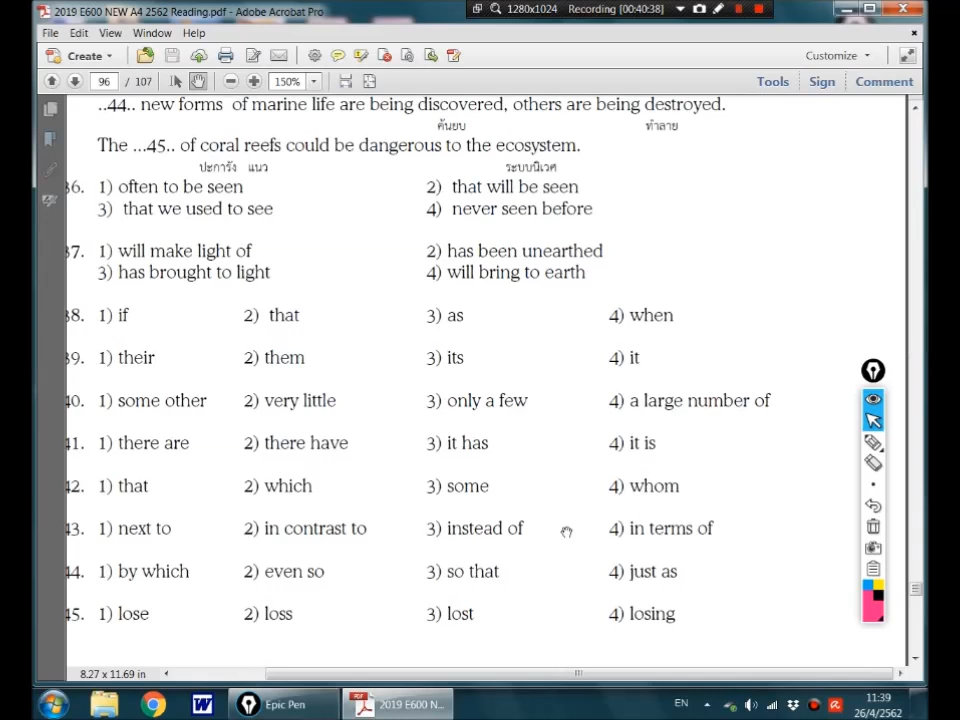 2019 E600 NEW A4 2562 Reading.pdf - Adobe Acrobat Pro
1280x1024 Recording [00:40:38]
File Edit View Window Help
Create Customize
96 / 107 150% Tools Sign Comment
..44.. new forms of marine life are being discovered, others are being destroyed.
ค้นยบ ทำลาย
The ...45.. of coral reefs could be dangerous to the ecosystem.
ปะการัง แนว ระบบนิเวศ
36. 1) often to be seen 2) that will be seen
3) that we used to see 4) never seen before
37. 1) will make light of 2) has been unearthed
3) has brought to light 4) will bring to earth
38. 1) if 2) that 3) as 4) when
39. 1) their 2) them 3) its 4) it
40. 1) some other 2) very little 3) only a few 4) a large number of
41. 1) there are 2) there have 3) it has 4) it is
42. 1) that 2) which 3) some 4) whom
43. 1) next to 2) in contrast to 3) instead of 4) in terms of
44. 1) by which 2) even so 3) so that 4) just as
45. 1) lose 2) loss 3) lost 4) losing
8.27 x 11.69 in
Epic Pen 2019 E600 N... EN 11:39
26/4/2562